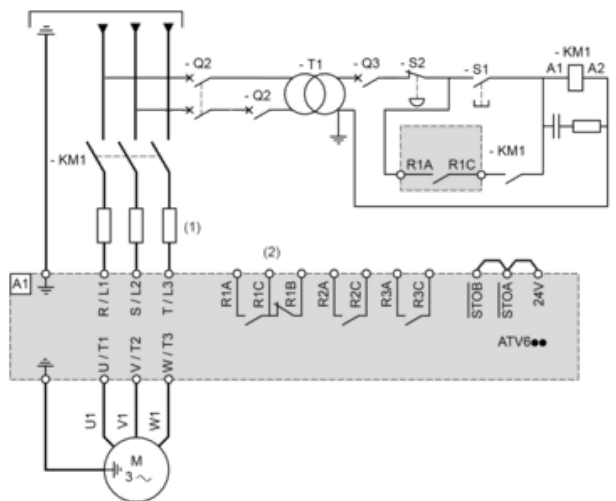 - Q2
- T1
- Q3
- S2
- S1
- KM1
A1
A2
- Q2
- KM1
R1A
R1C
- KM1
(1)
(2)
A1
R / L1
S / L2
T / L3
R1A
R1C
R1B
R2A
R2C
R3A
R3C
STOB
STOA
24V
ATV6●●
U / T1
V / T2
W / T3
U1
V1
W1
M
3 ~